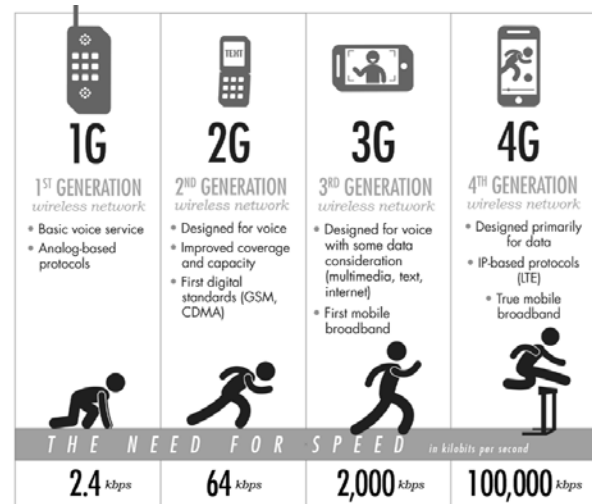 TEXT
1G
1ST GENERATION
wireless network
• Basic voice service
• Analog-based
protocols
2G
2ND GENERATION
wireless network
• Designed for voice
• Improved coverage
and capacity
• First digital
standards (GSM,
CDMA)
3G
3RD GENERATION
wireless network
• Designed for voice
with some data
consideration
(multimedia, text,
internet)
• First mobile
broadband
4G
4TH GENERATION
wireless network
• Designed primarily
for data
• IP-based protocols
(LTE)
• True mobile
broadband
THE NEED FOR SPEED in kilobits per second
2.4 kbps
64 kbps
2,000 kbps
100,000 kbps